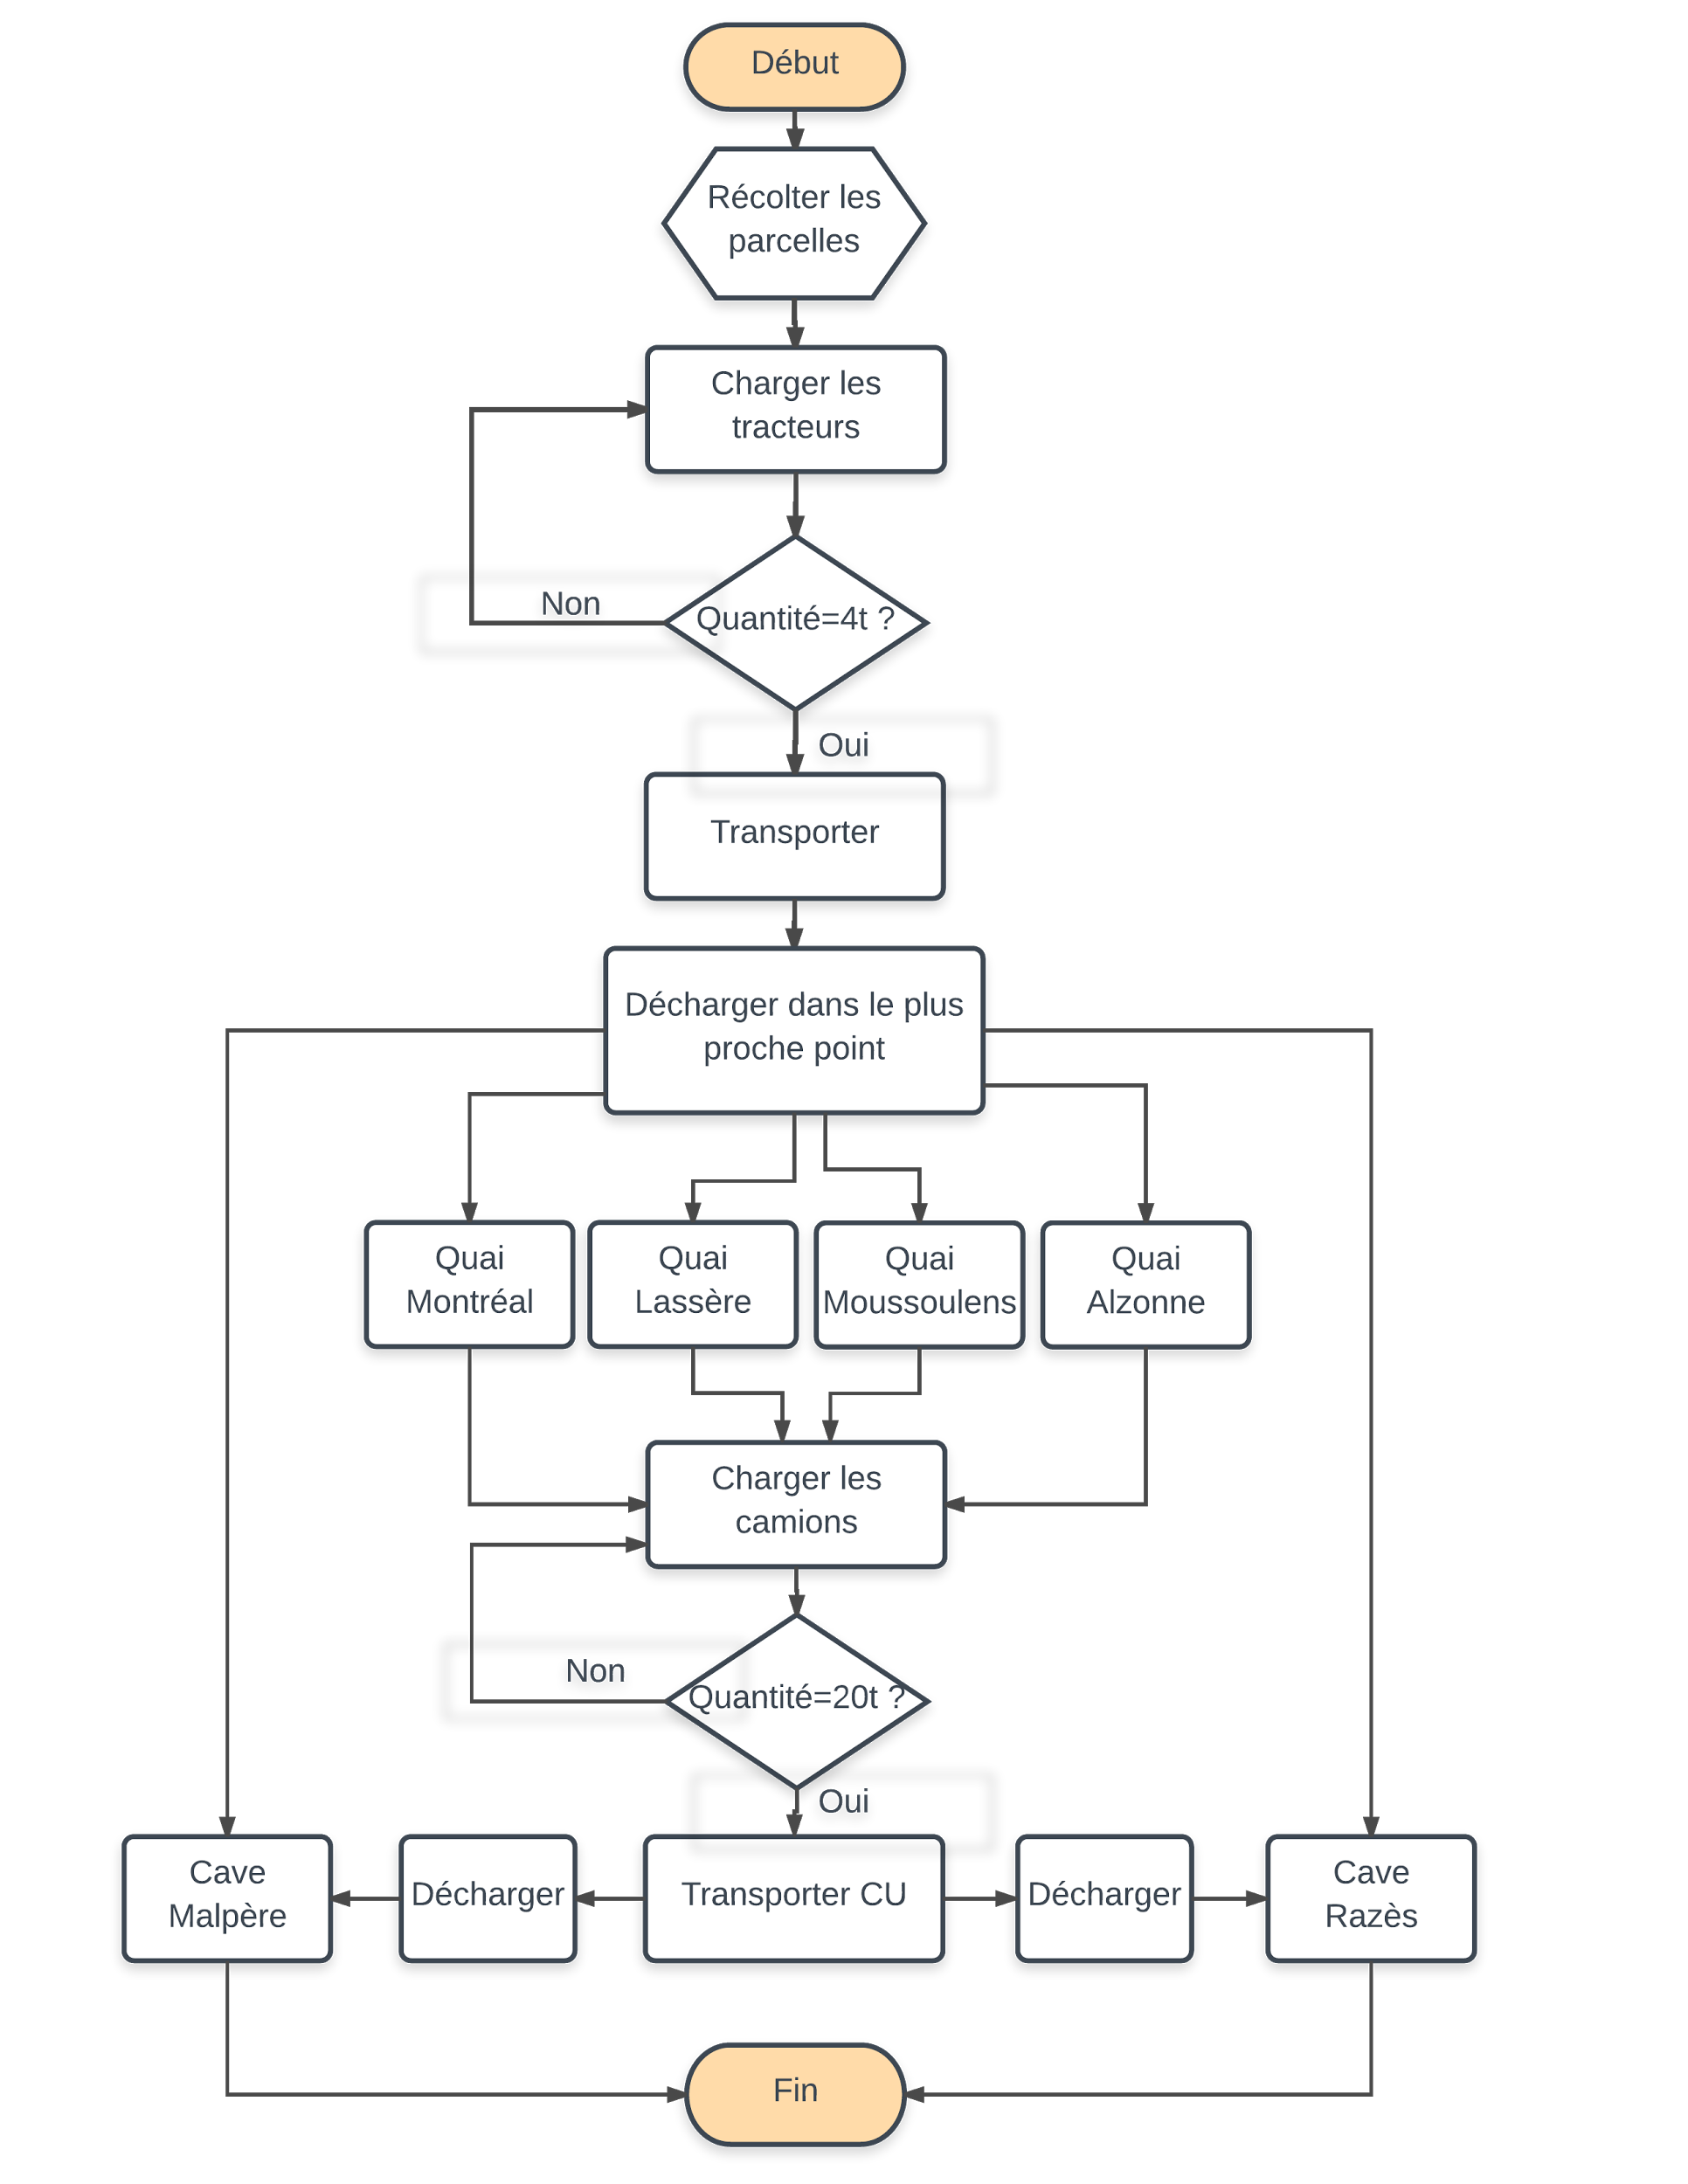 Début
Récolter les
parcelles
Charger les
tracteurs
Non
Quantité=4t ?
Oui
Transporter
Décharger dans le plus
proche point
Quai
Montréal
Quai
Lassère
Quai
Moussoulens
Quai
Alzonne
Charger les
camions
Non
Quantité=20t ?
Oui
Cave
Malpère
Décharger
Transporter CU
Décharger
Cave
Razès
Fin